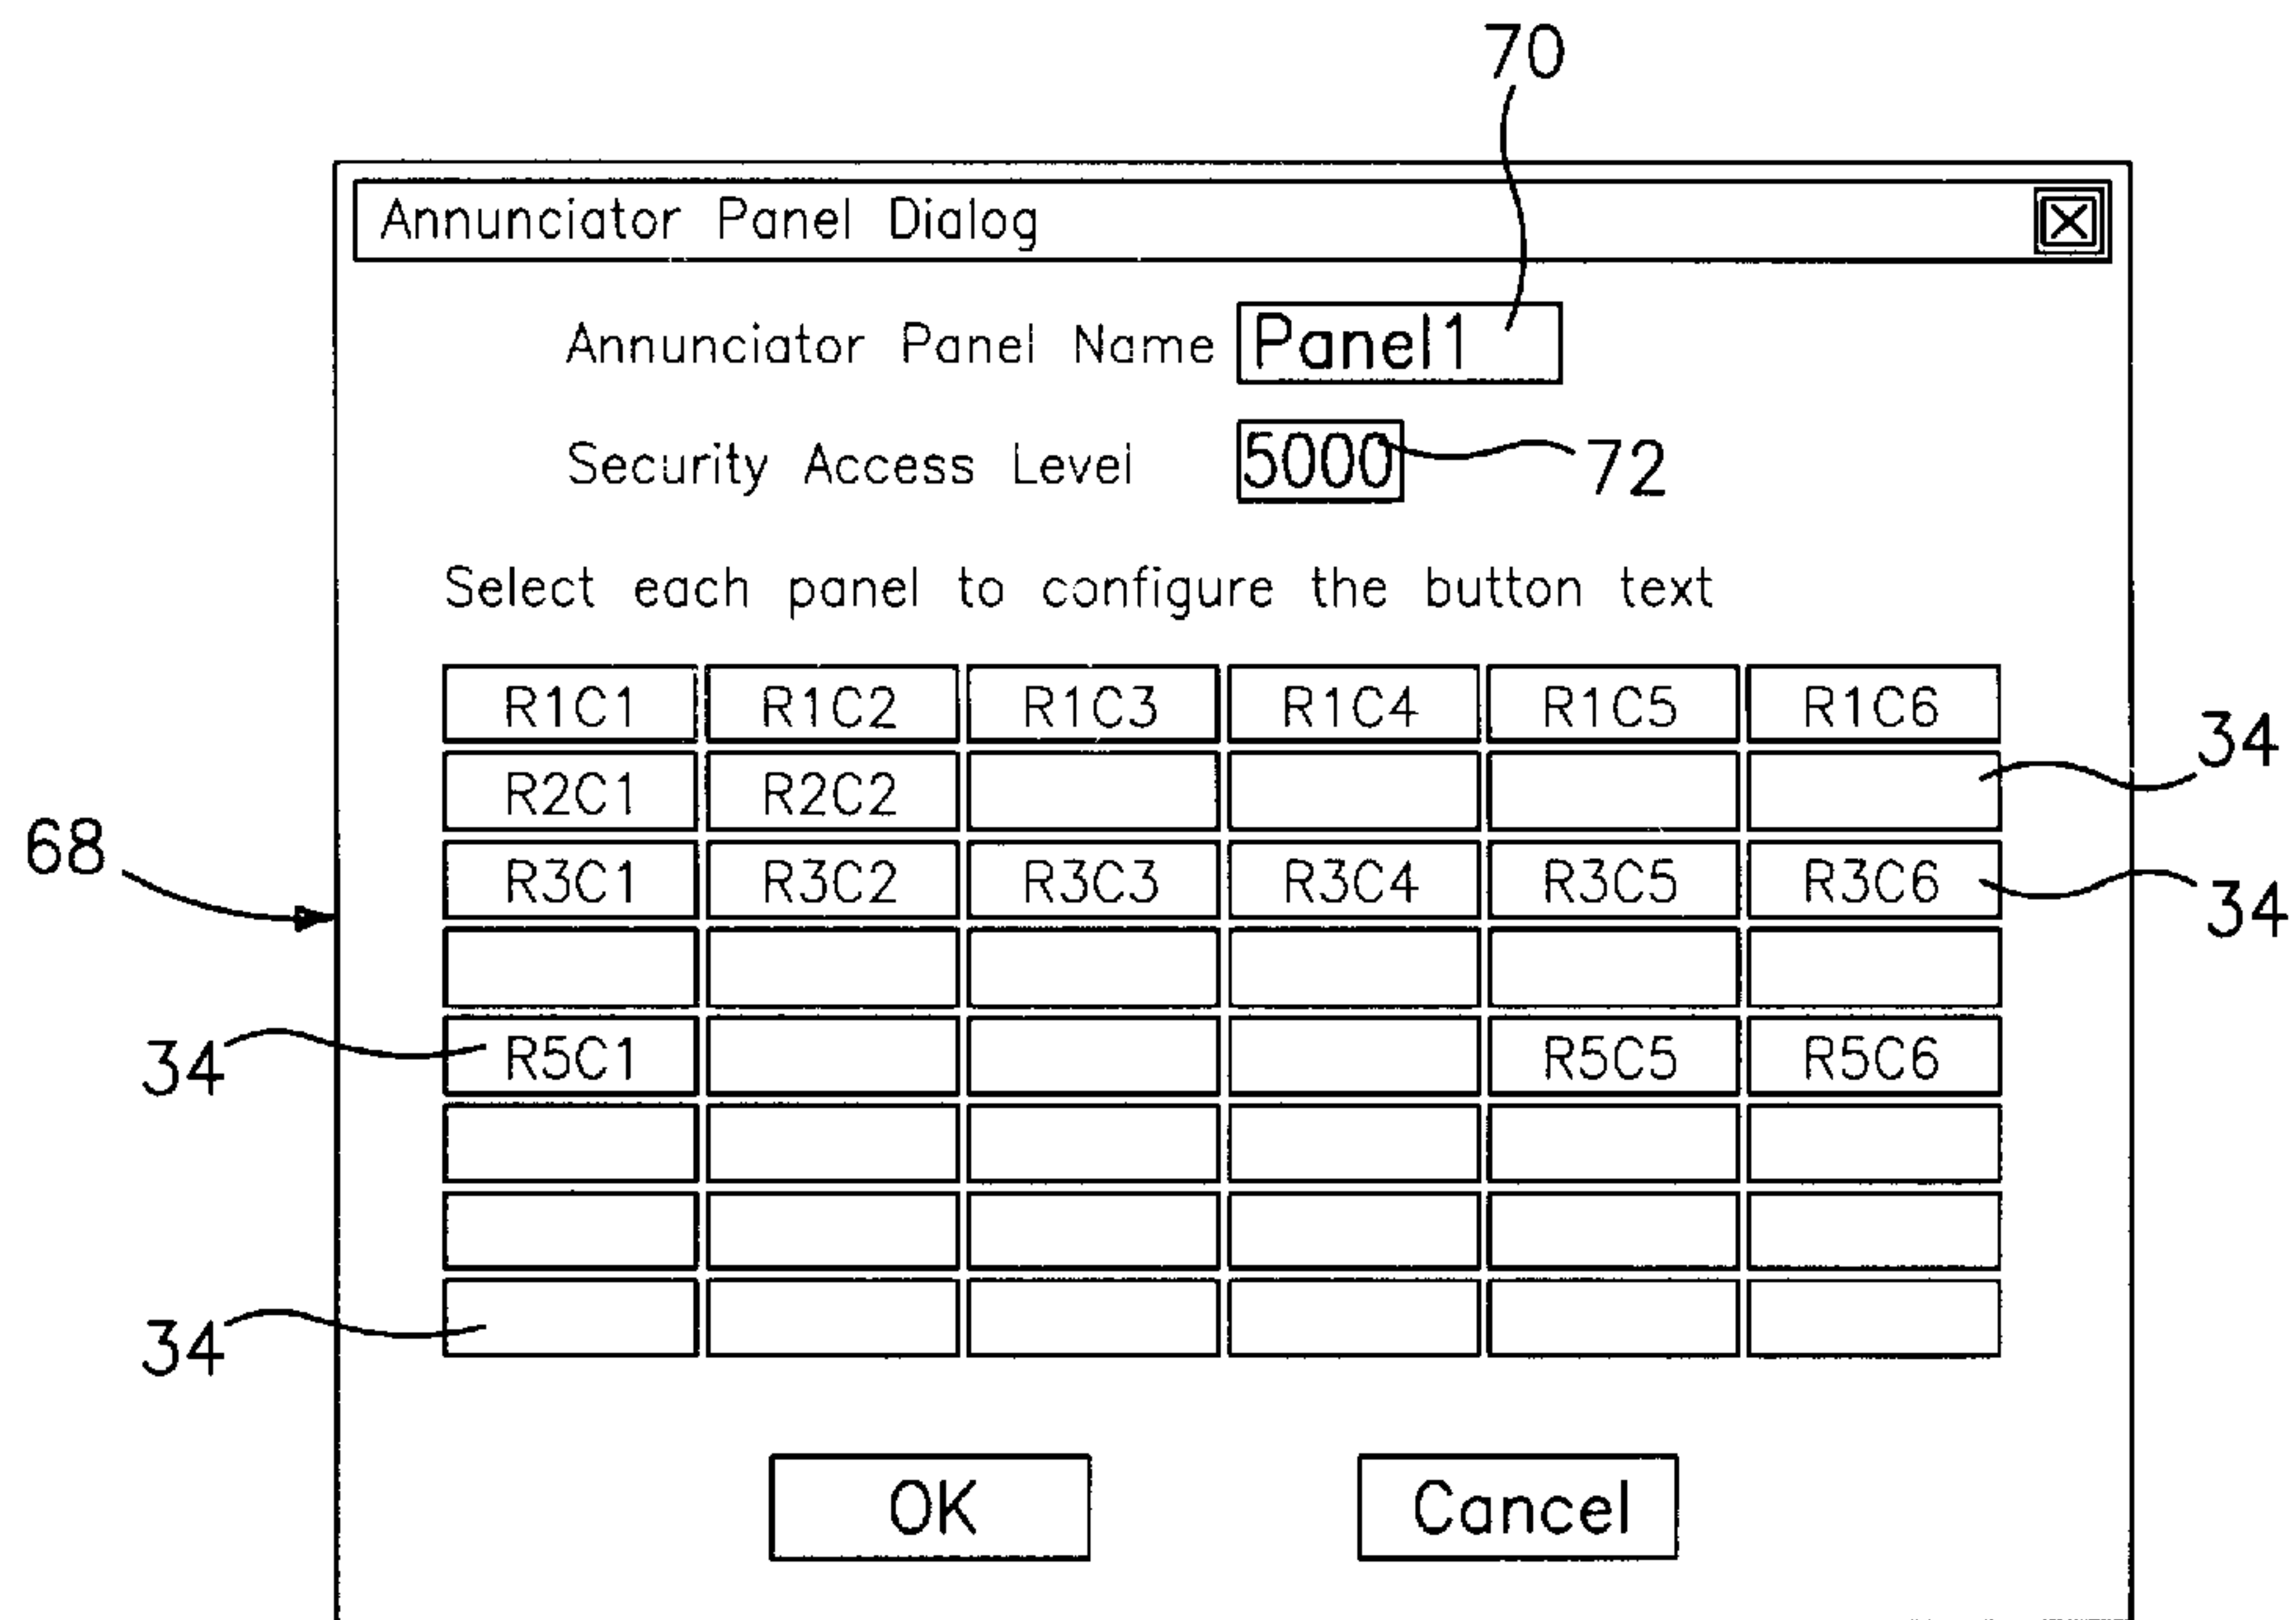 70
Annunciator Panel Dialog
Annunciator Panel Name Panel1
Security Access Level 5000 72
Select each panel to configure the button text
R1C1 R1C2 R1C3 R1C4 R1C5 R1C6
34
R2C1 R2C2
68
R3C1 R3C2 R3C3 R3C4 R3C5 R3C6
34
34 R5C1 R5C5 R5C6
34
OK Cancel